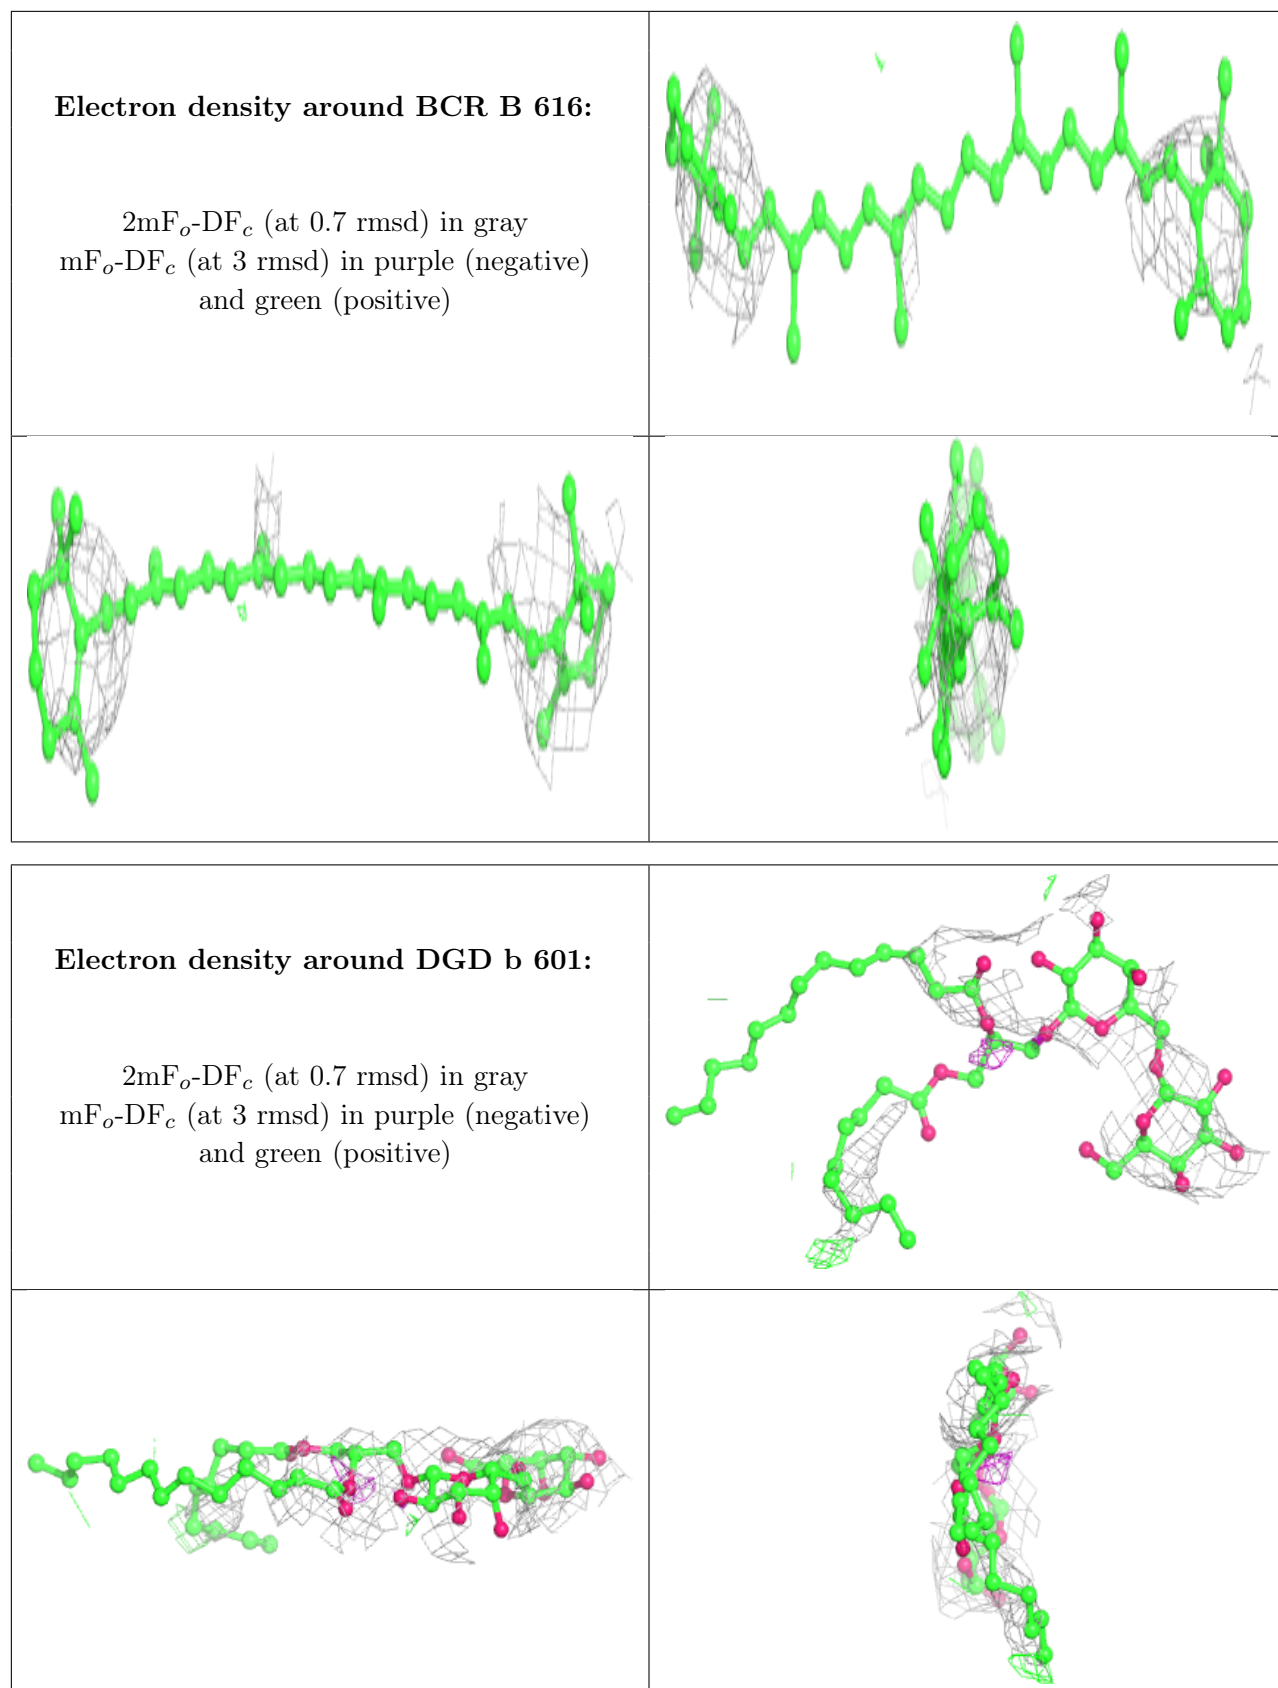 Electron density around BCR B 616:
2mFo-DFc (at 0.7 rmsd) in gray
mFo-DFc (at 3 rmsd) in purple (negative)
and green (positive)
Electron density around DGD b 601:
2mFo-DFc (at 0.7 rmsd) in gray
mFo-DFc (at 3 rmsd) in purple (negative)
and green (positive)